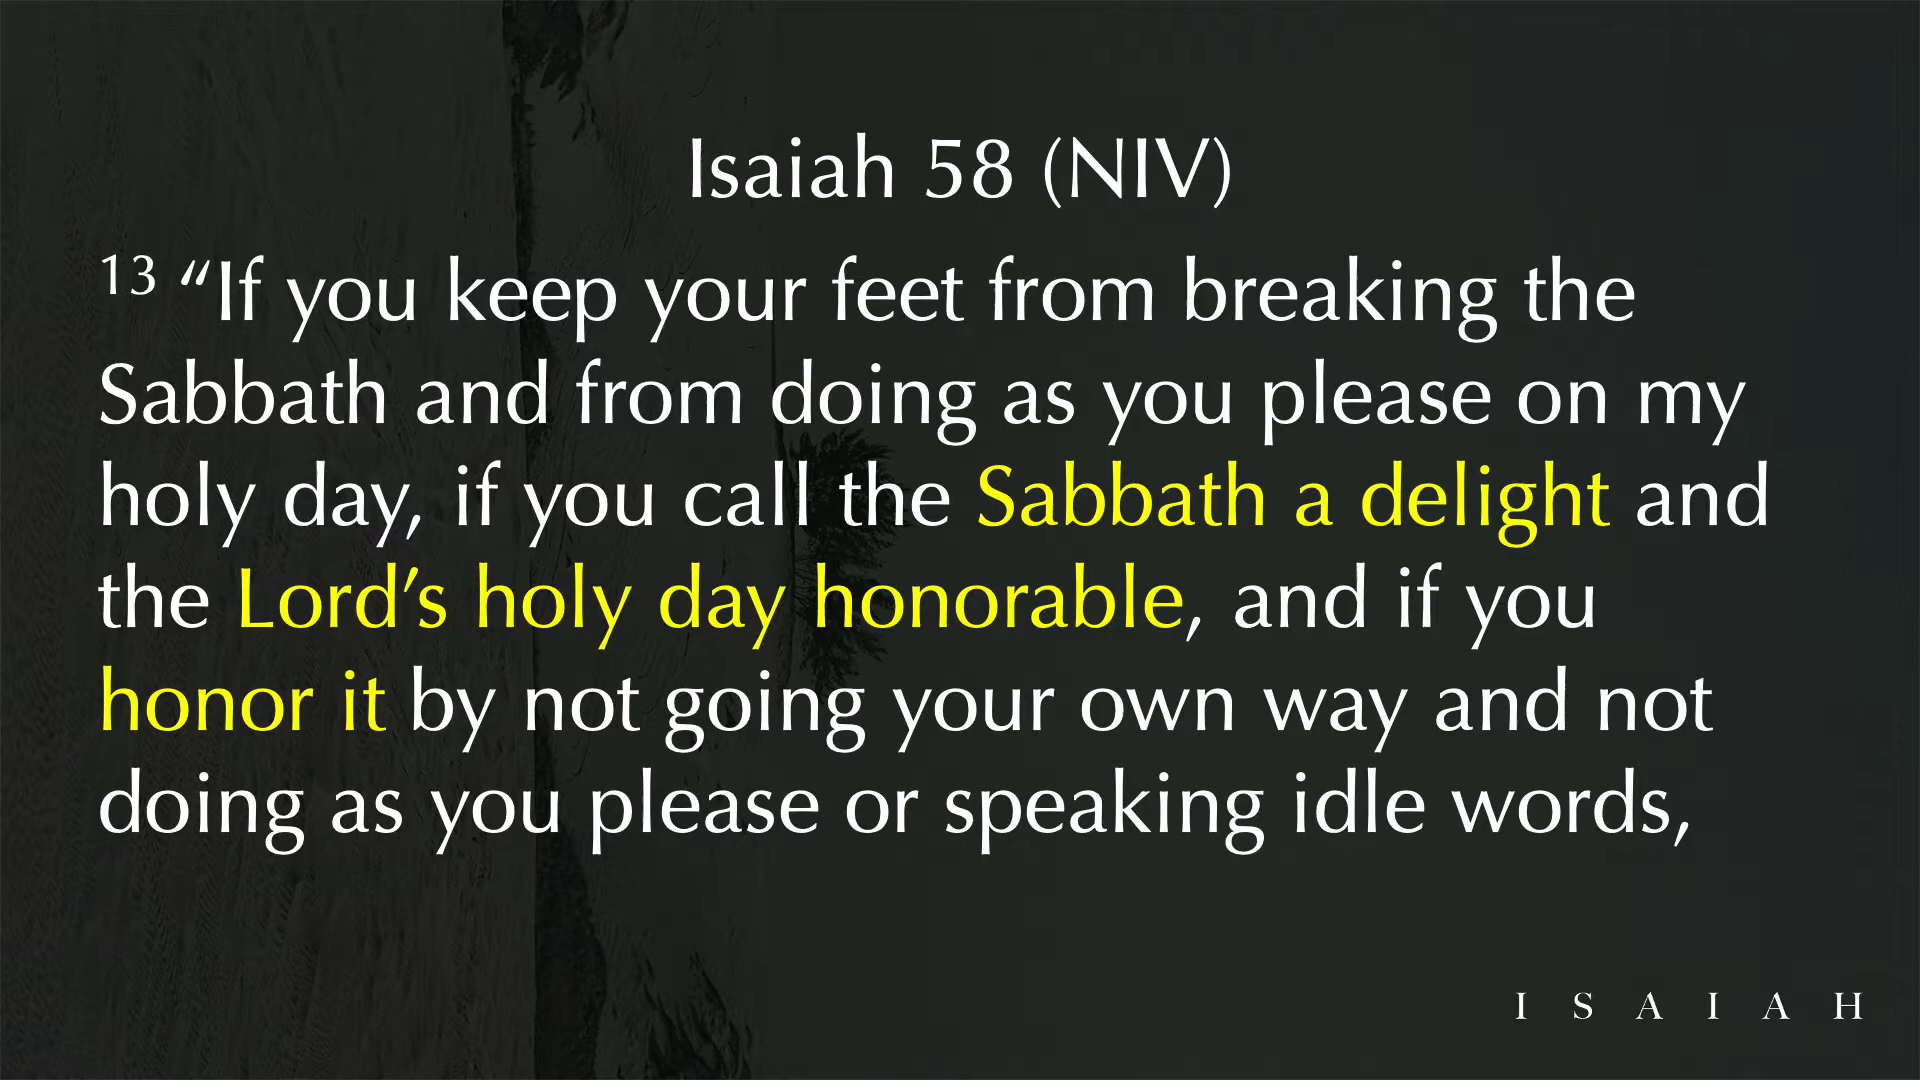 Isaiah 58 (NIV)
13 “If you keep your feet from breaking the
Sabbath and from doing as you please on my
holy day, if you call the Sabbath a delight and
the Lord’s holy day honorable, and if you
honor it by not going your own way and not
doing as you please or speaking idle words,
I S A I A H